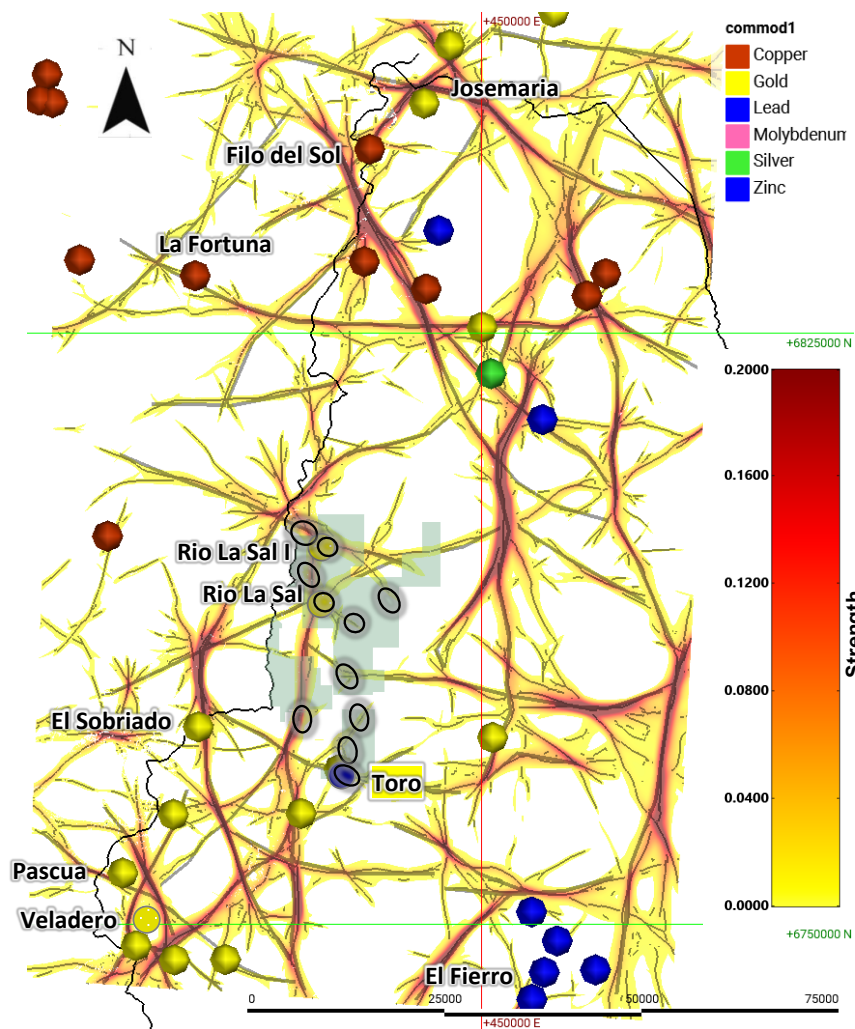 +450000 E
commod1
Copper
Gold
Lead
Molybdenum
Silver
Zinc
N
Josemaria
Filo del Sol
La Fortuna
+6825000 N
0.2000
0.1600
0.1200
0.0800
0.0400
0.0000
Strength
Rio La Sal I
Rio La Sal
El Sobriado
Toro
Pascua
Veladero
+6750000 N
El Fierro
0
25000
50000
75000
+450000 E